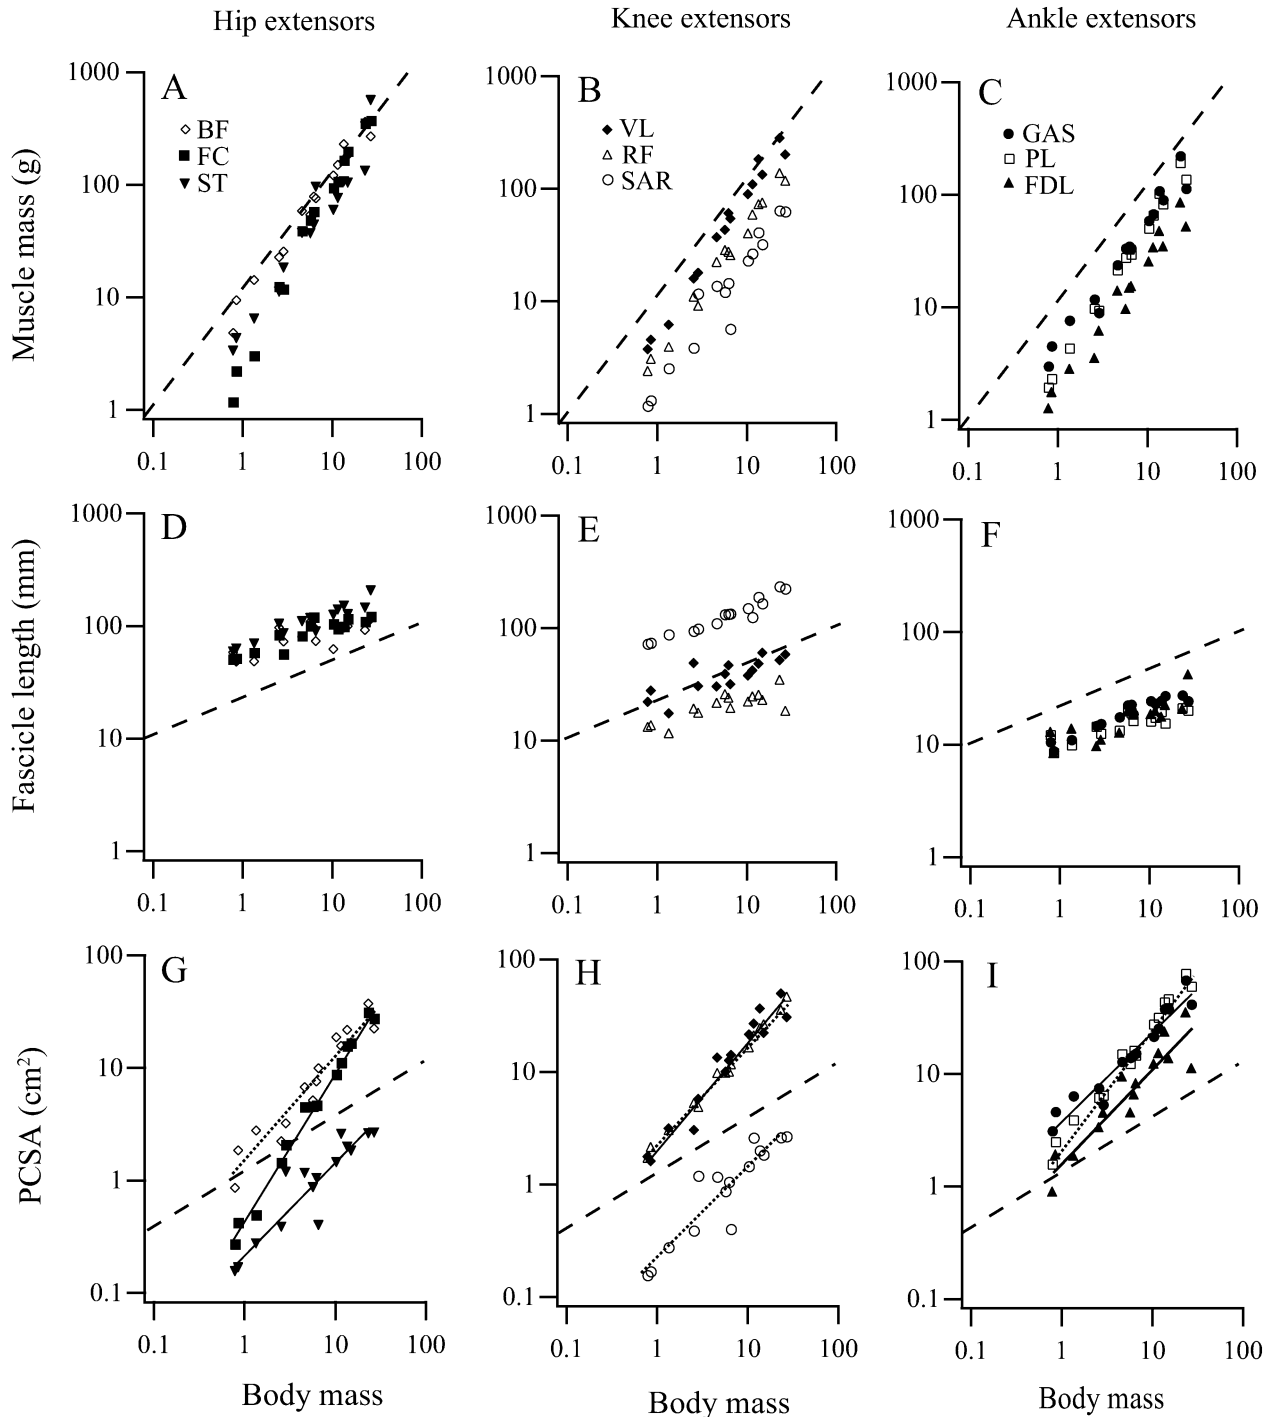 Hip extensors
Knee extensors
Ankle extensors
Muscle mass (g)
1000
100
10
1
A
BF
FC
ST
0.1 1 10 100
1000
100
10
1
B
VL
RF
SAR
0.1 1 10 100
1000
100
10
1
C
GAS
PL
FDL
0.1 1 10 100
Fascicle length (mm)
1000
100
10
1
D
0.1 1 10 100
1000
100
10
1
E
0.1 1 10 100
1000
100
10
1
F
0.1 1 10 100
PCSA (cm²)
100
10
1
0.1
G
0.1 1 10 100
Body mass
100
10
1
0.1
H
0.1 1 10 100
Body mass
100
10
1
0.1
I
0.1 1 10 100
Body mass